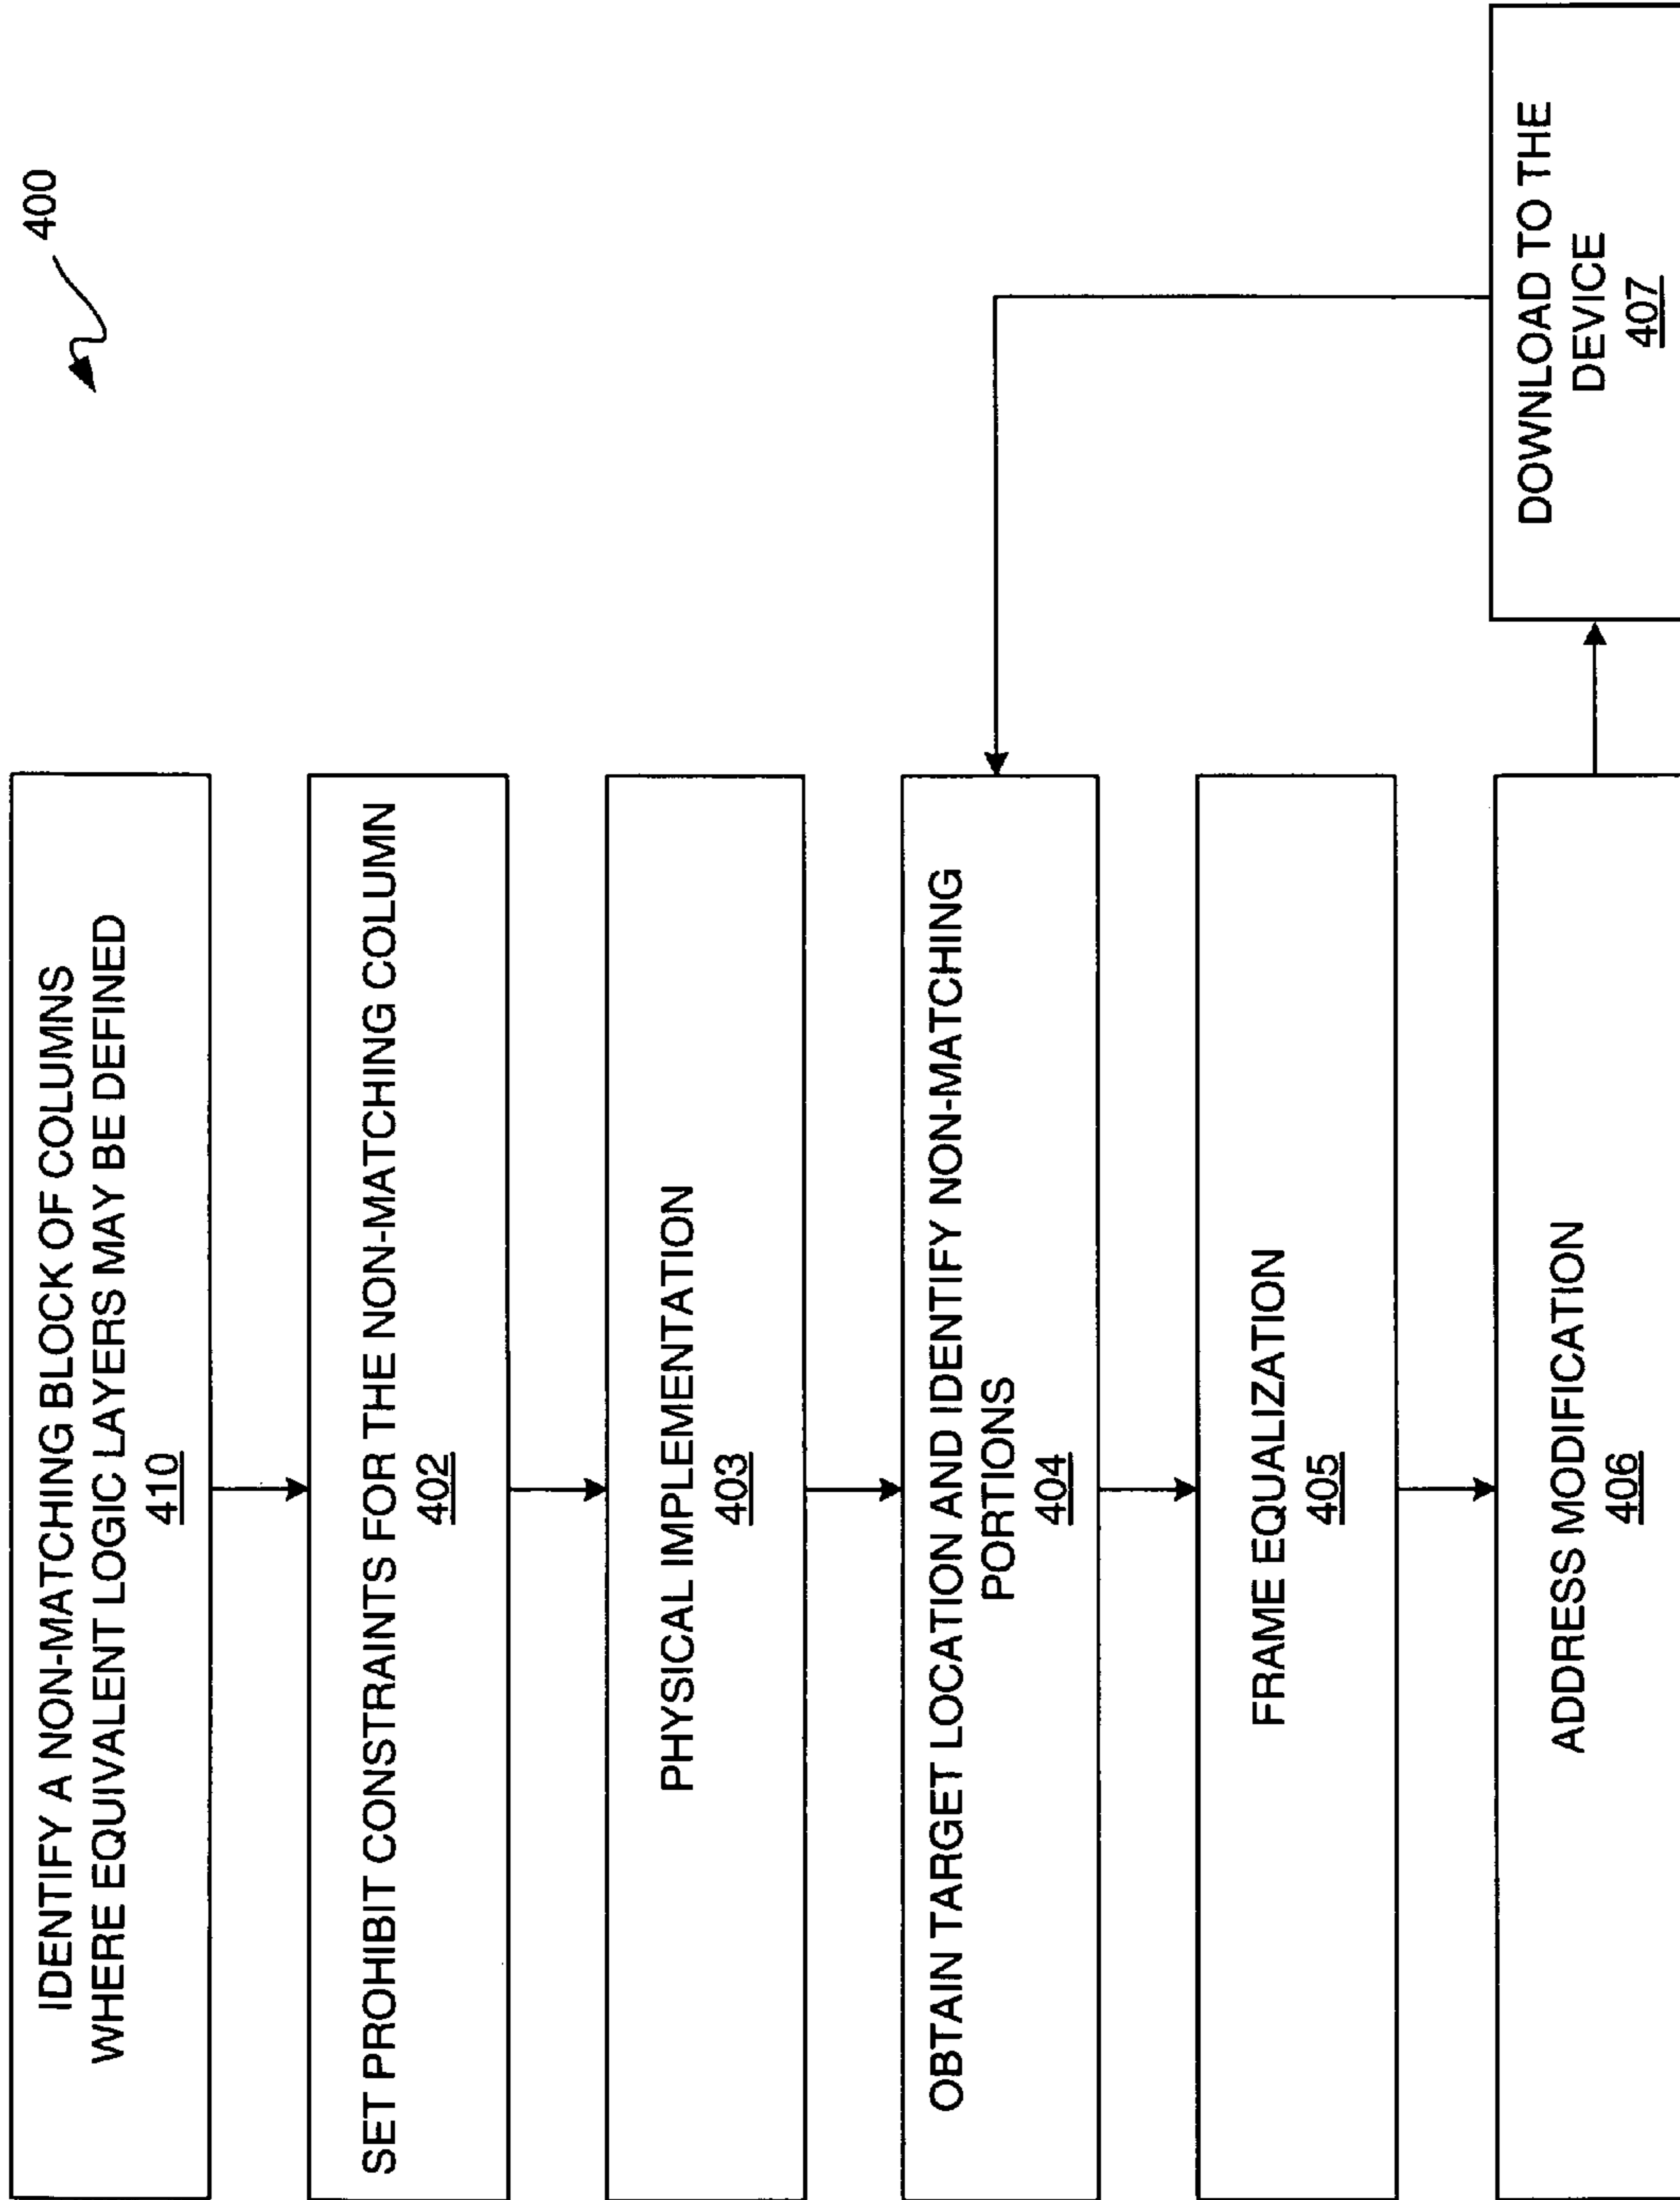 400
IDENTIFY A NON-MATCHING BLOCK OF COLUMNS
WHERE EQUIVALENT LOGIC LAYERS MAY BE DEFINED
410
SET PROHIBIT CONSTRAINTS FOR THE NON-MATCHING COLUMN
402
PHYSICAL IMPLEMENTATION
403
OBTAIN TARGET LOCATION AND IDENTIFY NON-MATCHING
PORTIONS
404
FRAME EQUALIZATION
405
ADDRESS MODIFICATION
406
DOWNLOAD TO THE
DEVICE
407